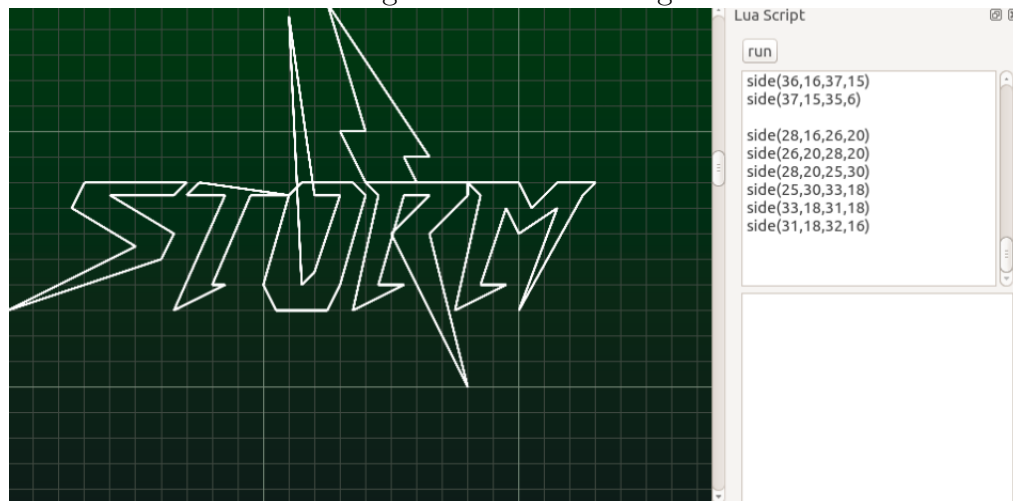 Lua Script
run
side(36,16,37,15)
side(37,15,35,6)
side(28,16,26,20)
side(26,20,28,20)
side(28,20,25,30)
side(25,30,33,18)
side(33,18,31,18)
side(31,18,32,16)
STORM